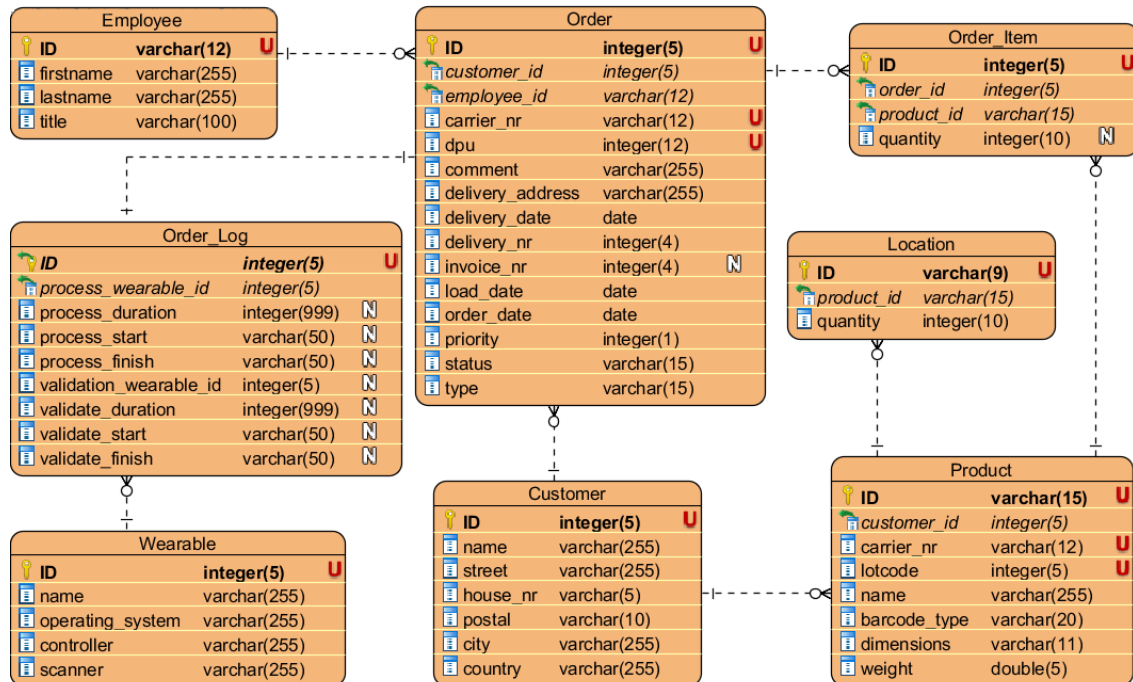 Employee
ID varchar(12) U
firstname varchar(255)
lastname varchar(255)
title varchar(100)
Order
ID integer(5) U
customer_id integer(5)
employee_id varchar(12)
carrier_nr varchar(12) U
dpu integer(12) U
comment varchar(255)
delivery_address varchar(255)
delivery_date date
delivery_nr integer(4)
invoice_nr integer(4) N
load_date date
order_date date
priority integer(1)
status varchar(15)
type varchar(15)
Order_Item
ID integer(5) U
order_id integer(5)
product_id varchar(15)
quantity integer(10) N
Order_Log
ID integer(5) U
process_wearable_id integer(5)
process_duration integer(999) N
process_start varchar(50) N
process_finish varchar(50) N
validation_wearable_id integer(5) N
validate_duration integer(999) N
validate_start varchar(50) N
validate_finish varchar(50) N
Location
ID varchar(9) U
product_id varchar(15)
quantity integer(10)
Wearable
ID integer(5) U
name varchar(255)
operating_system varchar(255)
controller varchar(255)
scanner varchar(255)
Customer
ID integer(5) U
name varchar(255)
street varchar(255)
house_nr varchar(5)
postal varchar(10)
city varchar(255)
country varchar(255)
Product
ID varchar(15) U
customer_id integer(5)
carrier_nr varchar(12) U
lotcode integer(5) U
name varchar(255)
barcode_type varchar(20)
dimensions varchar(11)
weight double(5)